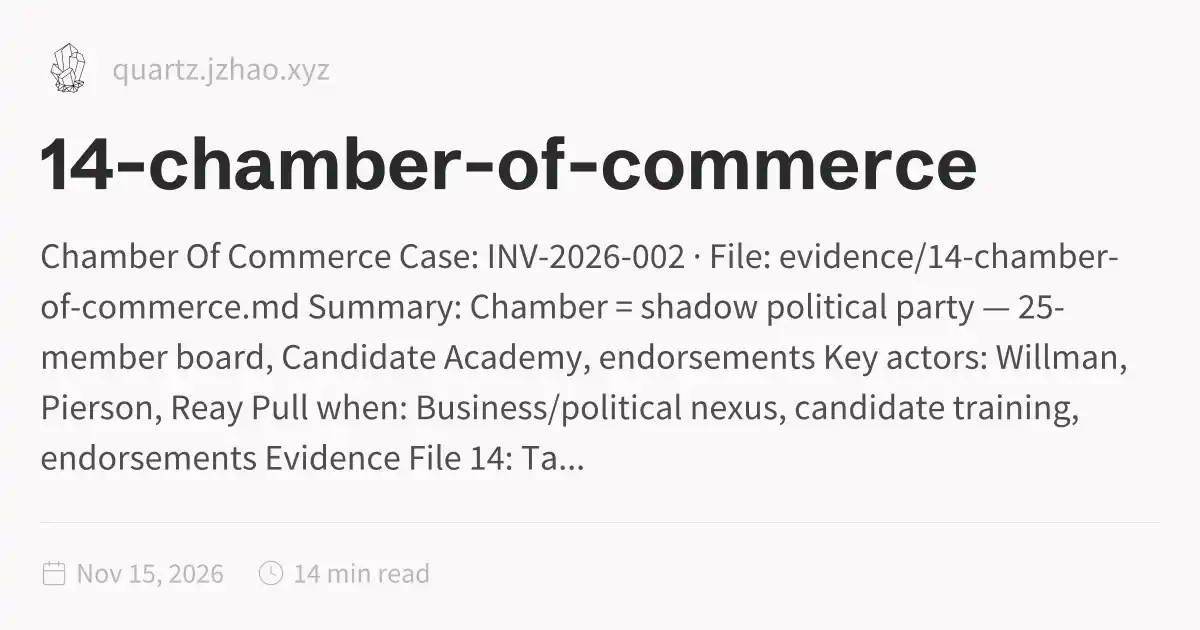 quartz.jzhao.xyz
14-chamber-of-commerce
Chamber Of Commerce Case: INV-2026-002 · File: evidence/14-chamber-
of-commerce.md Summary: Chamber = shadow political party — 25-
member board, Candidate Academy, endorsements Key actors: Willman,
Pierson, Reay Pull when: Business/political nexus, candidate training,
endorsements Evidence File 14: Ta...
Nov 15, 2026 14 min read